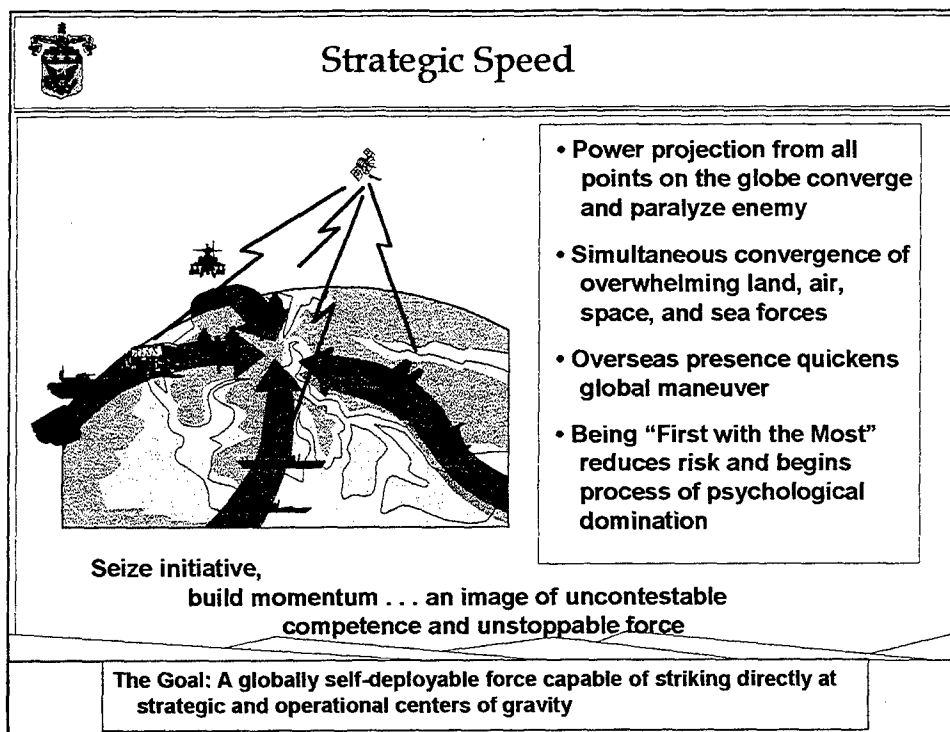 Strategic Speed
• Power projection from all
points on the globe converge
and paralyze enemy
• Simultaneous convergence of
overwhelming land, air,
space, and sea forces
• Overseas presence quickens
global maneuver
• Being “First with the Most”
reduces risk and begins
process of psychological
domination
Seize initiative,
build momentum . . . an image of uncontestable
competence and unstoppable force
The Goal: A globally self-deployable force capable of striking directly at
strategic and operational centers of gravity